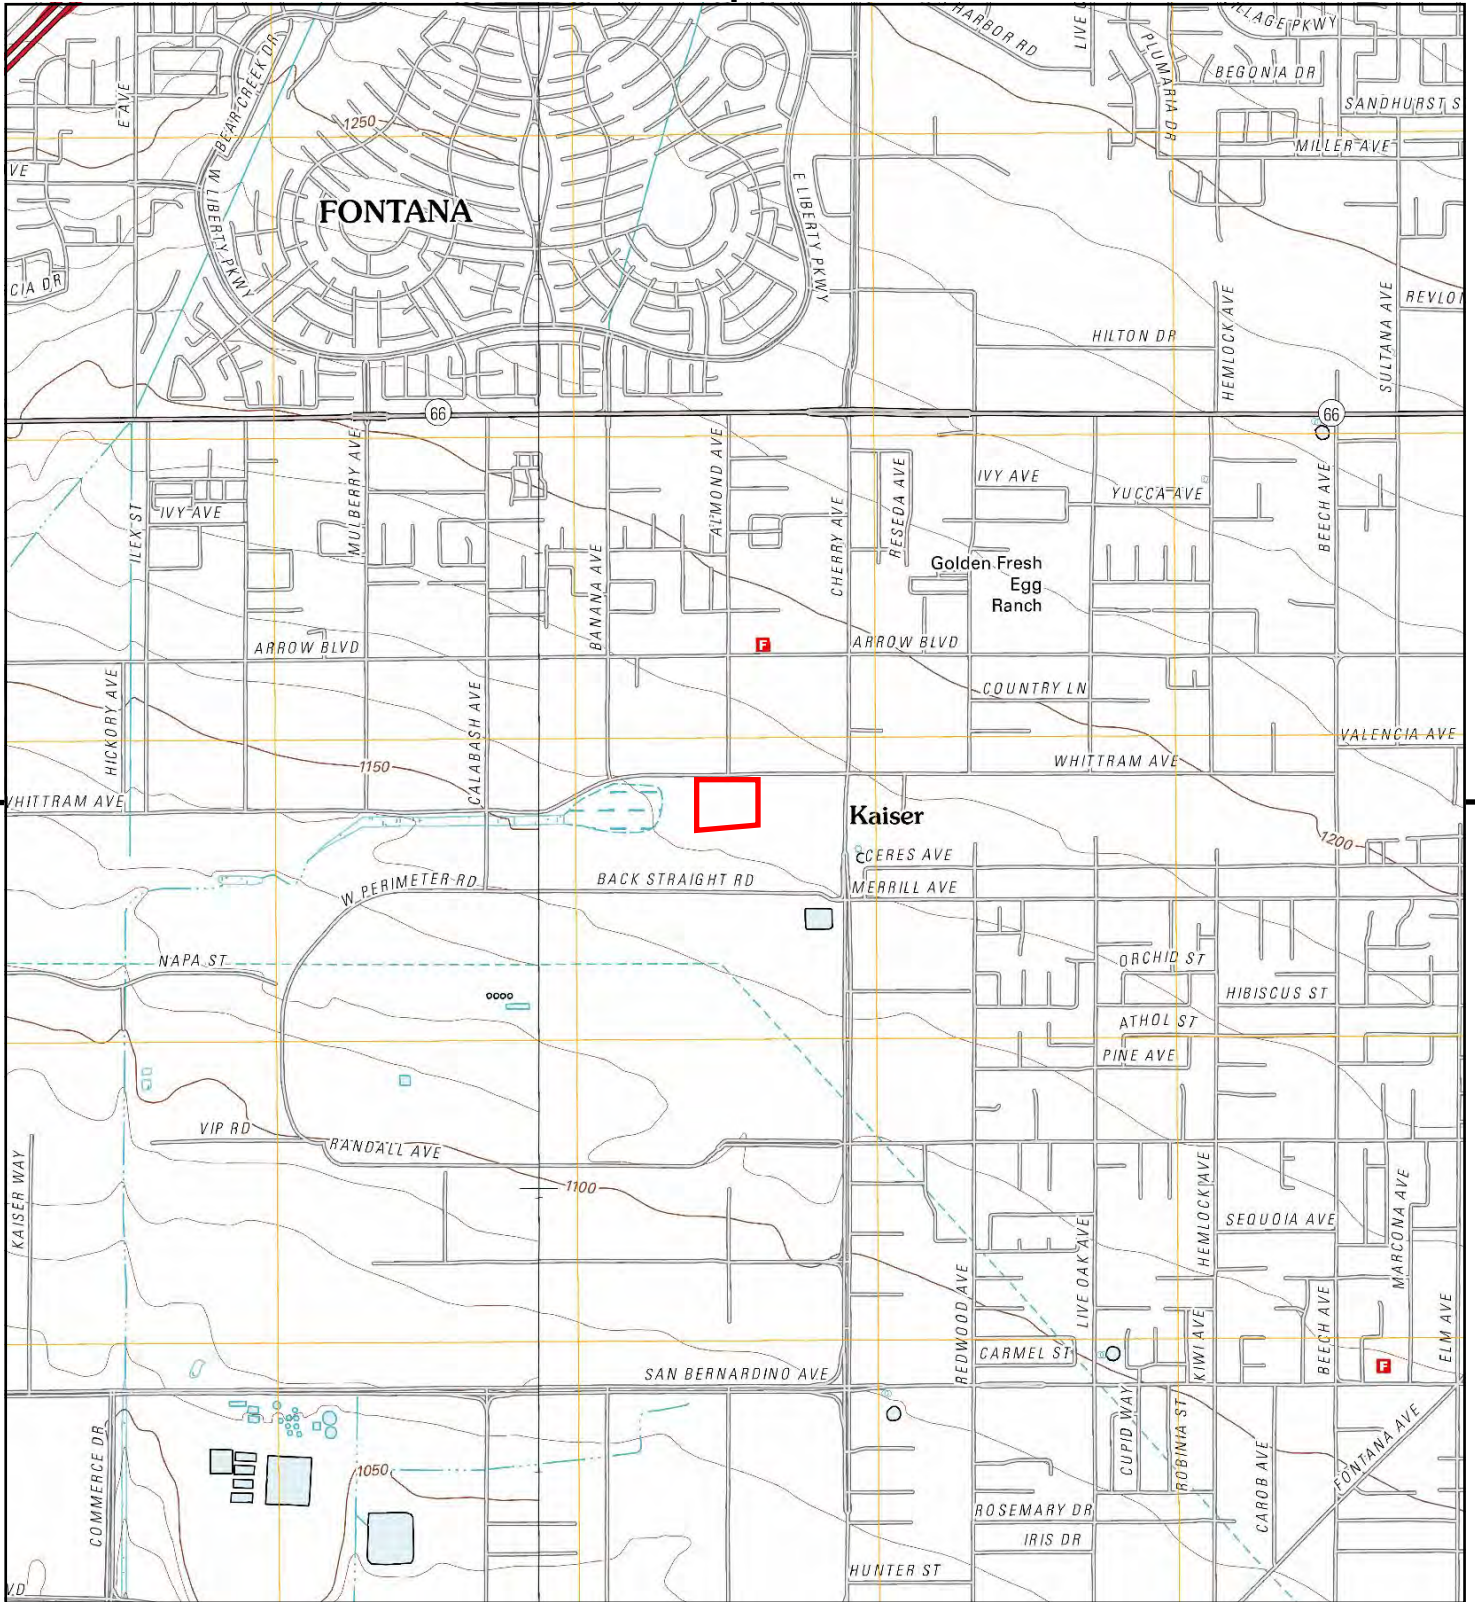 HARBOR RD
LIVE
VILLAGE PKWY
PLUMARIA DR
BEGONIA DR
SANDHURST S
E AVE
BEAR CREEK DR
1250
MILLER AVE
VE
W LIBERTY PKWY
FONTANA
E LIBERTY PKWY
CIA DR
HEMLOCK AVE
SULTANA AVE
REVLON
HILTON DR
66
66
ILEX ST
IVY AVE
MULBERRY AVE
BANANA AVE
ALMOND AVE
CHERRY AVE
RESEDA AVE
IVY AVE
YUCCA AVE
BEECH AVE
Golden Fresh
Egg
Ranch
F
ARROW BLVD
ARROW BLVD
HICKORY AVE
CALABASH AVE
COUNTRY LN
VALENCIA AVE
1150
WHITTRAM AVE
WHITTRAM AVE
Kaiser
1200
CERES AVE
W PERIMETER RD
BACK STRAIGHT RD
MERRILL AVE
NAPA ST
ORCHID ST
HIBISCUS ST
ATHOL ST
PINE AVE
VIP RD
RANDALL AVE
KAISER WAY
1100
HEMLOCK AVE
MARCONA AVE
SEQUOIA AVE
REDWOOD AVE
LIVE OAK AVE
KIWI AVE
BEECH AVE
ELM AVE
CARMEL ST
F
SAN BERNARDINO AVE
COMMERCE DR
CUPID WAY
ROBINIA ST
CAROB AVE
FONTANA AVE
1050
ROSEMARY DR
IRIS DR
HUNTER ST
VD